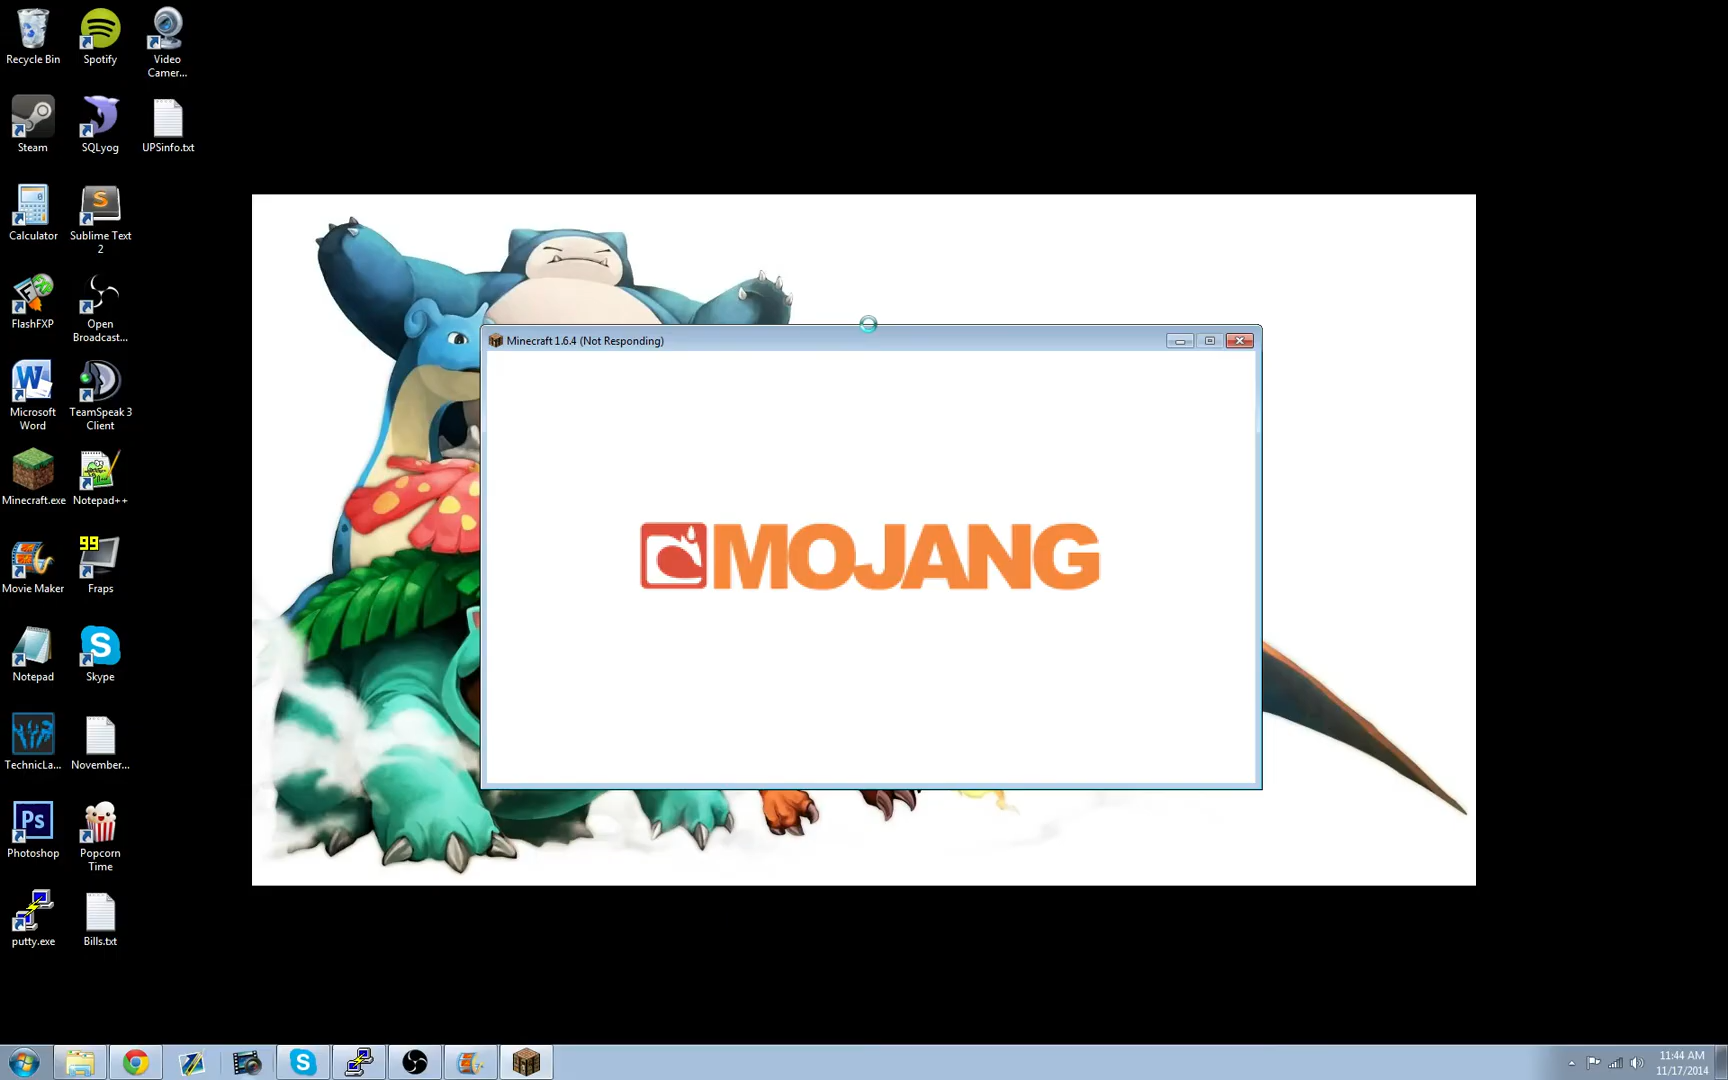 Recycle Bin
Spotify
Video
Camer...
Steam
SQLyog
UPSinfo.txt
Calculator
Sublime Text
2
FlashFXP
Open
Broadcast...
Microsoft
Word
TeamSpeak 3
Client
Minecraft.exe
Notepad++
Movie Maker
99
Fraps
Notepad
Skype
TechnicLa...
November...
Ps
Photoshop
Popcorn
Time
putty.exe
Bills.txt
Minecraft 1.6.4 (Not Responding)
MOJANG
11:44 AM
11/17/2014